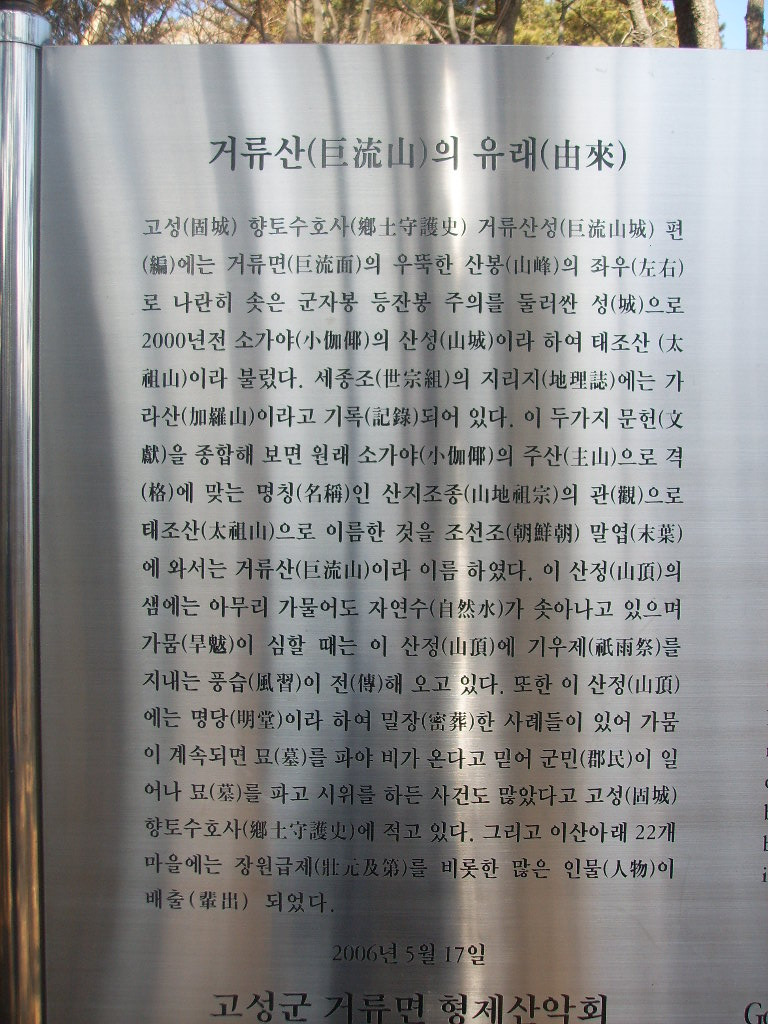 거류산(巨流山)의 유래(由來)
고성(固城) 향토수호사(鄕土守護史) 거류산성(巨流山城) 편
(編)에는 거류면(巨流面)의 우뚝한 산봉(山峰)의 좌우(左右)
로 나란히 솟은 군자봉 등잔봉 주의를 둘러싼 성(城)으로
2000년전 소가야(小伽倻)의 산성(山城)이라 하여 태조산 (太
祖山)이라 불렀다. 세종조(世宗組)의 지리지(地理誌)에는 가
라산(加羅山)이라고 기록(記錄)되어 있다. 이 두가지 문헌(文
獻)을 종합해 보면 원래 소가야(小伽倻)의 주산(主山)으로 격
(格)에 맞는 명칭(名稱)인 산지조종(山地祖宗)의 관(觀)으로
태조산(太祖山)으로 이름한 것을 조선조(朝鮮朝) 말엽(末葉)
에 와서는 거류산(巨流山)이라 이름 하였다. 이 산정(山頂)의
샘에는 아무리 가물어도 자연수(自然水)가 솟아나고 있으며
가뭄(旱魃)이 심할 때는 이 산정(山頂)에 기우제(祇雨祭)를
지내는 풍습(風習)이 전(傳)해 오고 있다. 또한 이 산정(山頂)
에는 명당(明堂)이라 하여 밀장(密葬)한 사례들이 있어 가뭄
이 계속되면 묘(墓)를 파야 비가 온다고 믿어 군민(郡民)이 일
어나 묘(墓)를 파고 시위를 하든 사건도 많았다고 고성(固城)
향토수호사(鄕土守護史)에 적고 있다. 그리고 이산아래 22개
마을에는 장원급제(壯元及第)를 비롯한 많은 인물(人物)이
배출(輩出) 되었다.
2006년 5월 17일
고성군 거류면 형제산악회